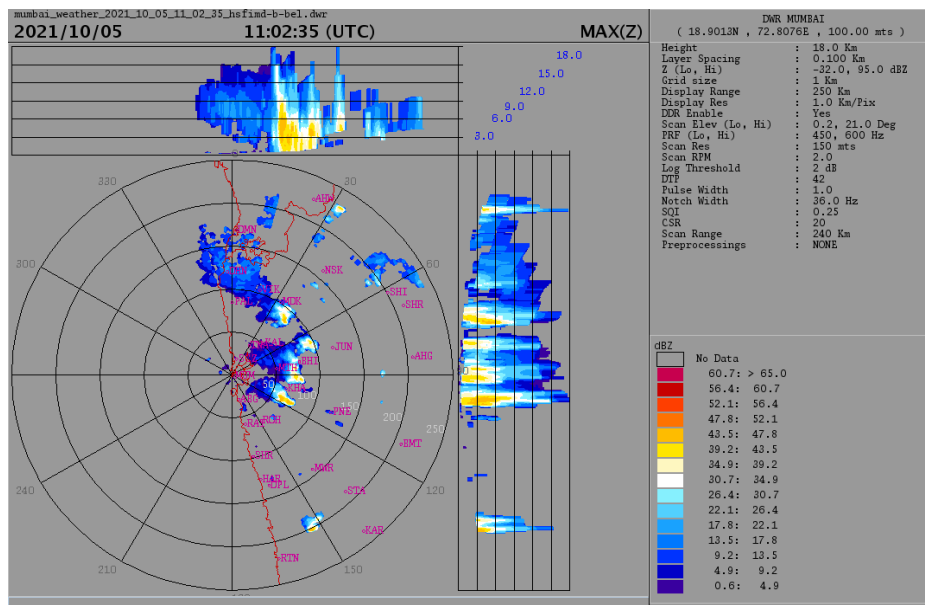 mumbai_weather_2021_10_05_11_02_35_hsfimd-b-bel.dwr
2021/10/05 11:02:35 (UTC) MAX(Z)
18.0
15.0
12.0
9.0
6.0
3.0
DWR MUMBAI
( 18.9013N , 72.8076E , 100.00 mts )
Height : 18.0 Km
Layer Spacing : 0.100 Km
Z (Lo, Hi) : -32.0, 95.0 dBZ
Grid size : 1 Km
Display Range : 250 Km
Display Res : 1.0 Km/Pix
DDR Enable : Yes
Scan Elev (Lo, Hi) : 0.2, 21.0 Deg
PRF (Lo, Hi) : 450, 600 Hz
Scan Res : 150 mts
Scan RPM : 2.0
Log Threshold : 2 dB
DTP : 42
Pulse Width : 1.0
Notch Width : 36.0 Hz
SQI : 0.25
CSR : 20
Scan Range : 240 Km
Preprocessings : NONE
330
30
AHW
DMN
300
NSK
60
SHI
SHR
MDK
JUN
AHG
BHI
50
100
150
200
250
PNE
BMT
SHR
MWR
HAR
DPL
STA
240
120
KAR
RTN
210
150
dBZ
No Data
60.7: > 65.0
56.4: 60.7
52.1: 56.4
47.8: 52.1
43.5: 47.8
39.2: 43.5
34.9: 39.2
30.7: 34.9
26.4: 30.7
22.1: 26.4
17.8: 22.1
13.5: 17.8
9.2: 13.5
4.9: 9.2
0.6: 4.9